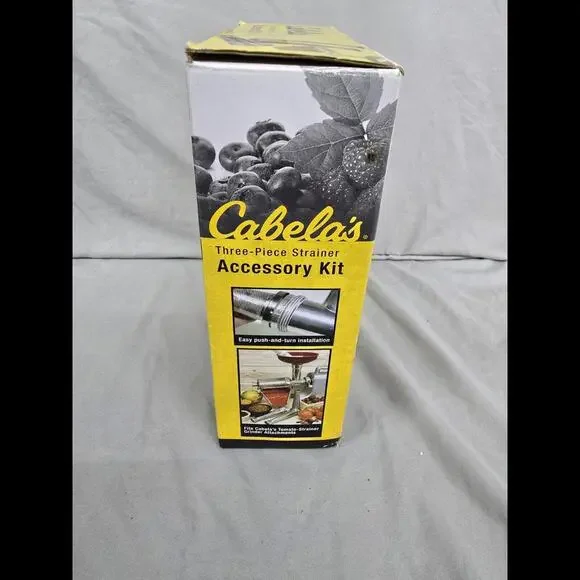 Cabela's®
Three-Piece Strainer
Accessory Kit
Easy push-and-turn installation
Fits Cabela's Tomato-Strainer
Grinder Attachments